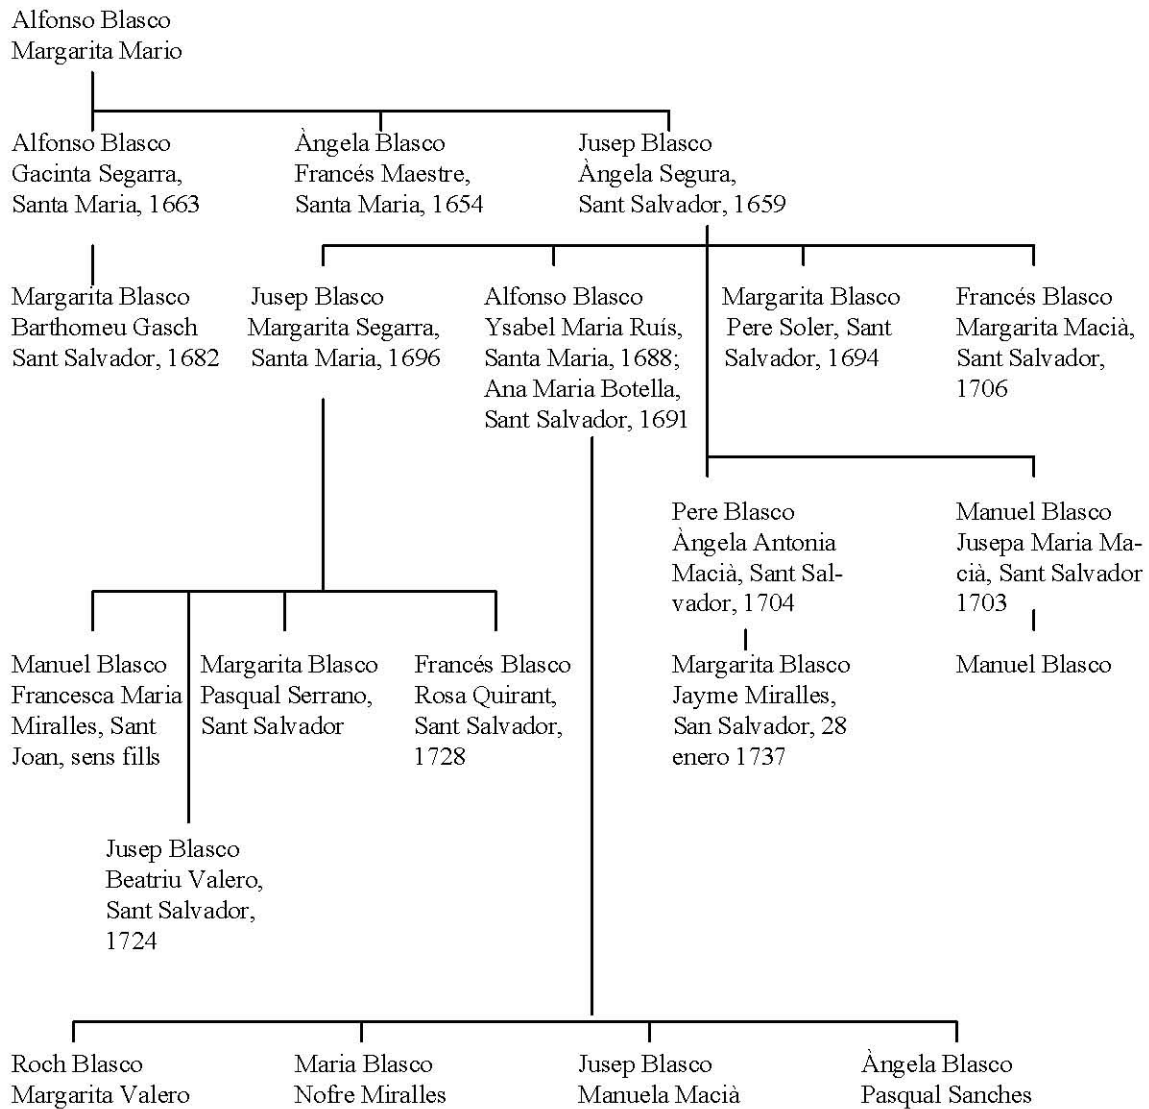 Alfonso Blasco
Margarita Mario
Alfonso Blasco
Gacinta Segarra,
Santa Maria, 1663
Àngela Blasco
Francés Maestre,
Santa Maria, 1654
Jusep Blasco
Àngela Segura,
Sant Salvador, 1659
Margarita Blasco
Barthomeu Gasch
Sant Salvador, 1682
Jusep Blasco
Margarita Segarra,
Santa Maria, 1696
Alfonso Blasco
Ysabel Maria Ruís,
Santa Maria, 1688;
Ana Maria Botella,
Sant Salvador, 1691
Margarita Blasco
Pere Soler, Sant
Salvador, 1694
Francés Blasco
Margarita Macià,
Sant Salvador,
1706
Pere Blasco
Àngela Antonia
Macià, Sant Sal-
vador, 1704
Manuel Blasco
Jusepa Maria Ma-
cià, Sant Salvador
1703
Manuel Blasco
Francesca Maria
Miralles, Sant
Joan, sens fills
Margarita Blasco
Pasqual Serrano,
Sant Salvador
Francés Blasco
Rosa Quirant,
Sant Salvador,
1728
Margarita Blasco
Jayme Miralles,
San Salvador, 28
enero 1737
Manuel Blasco
Jusep Blasco
Beatriu Valero,
Sant Salvador,
1724
Roch Blasco
Margarita Valero
Maria Blasco
Nofre Miralles
Jusep Blasco
Manuela Macià
Àngela Blasco
Pasqual Sanches